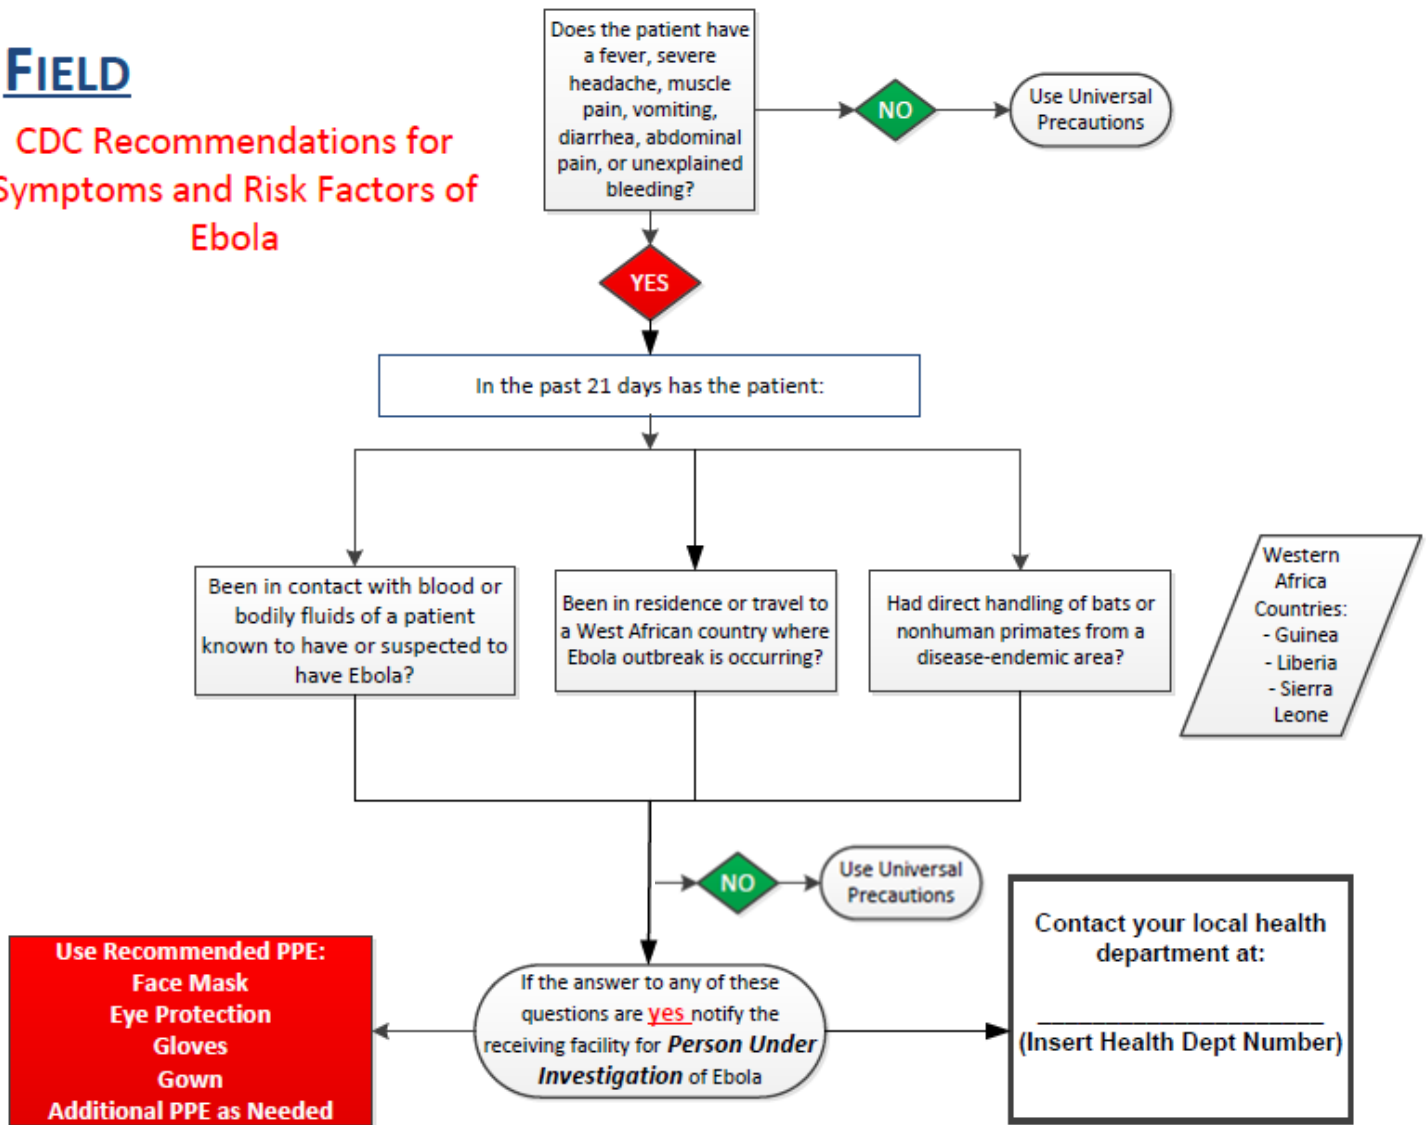 FIELD
CDC Recommendations for
Symptoms and Risk Factors of
Ebola
Does the patient have
a fever, severe
headache, muscle
pain, vomiting,
diarrhea, abdominal
pain, or unexplained
bleeding?
NO
Use Universal
Precautions
YES
In the past 21 days has the patient:
Been in contact with blood or
bodily fluids of a patient
known to have or suspected to
have Ebola?
Been in residence or travel to
a West African country where
Ebola outbreak is occurring?
Had direct handling of bats or
nonhuman primates from a
disease-endemic area?
Western
Africa
Countries:
- Guinea
- Liberia
- Sierra
Leone
NO
Use Universal
Precautions
Use Recommended PPE:
Face Mask
Eye Protection
Gloves
Gown
Additional PPE as Needed
If the answer to any of these
questions are yes notify the
receiving facility for Person Under
Investigation of Ebola
Contact your local health
department at:
____________________
(Insert Health Dept Number)